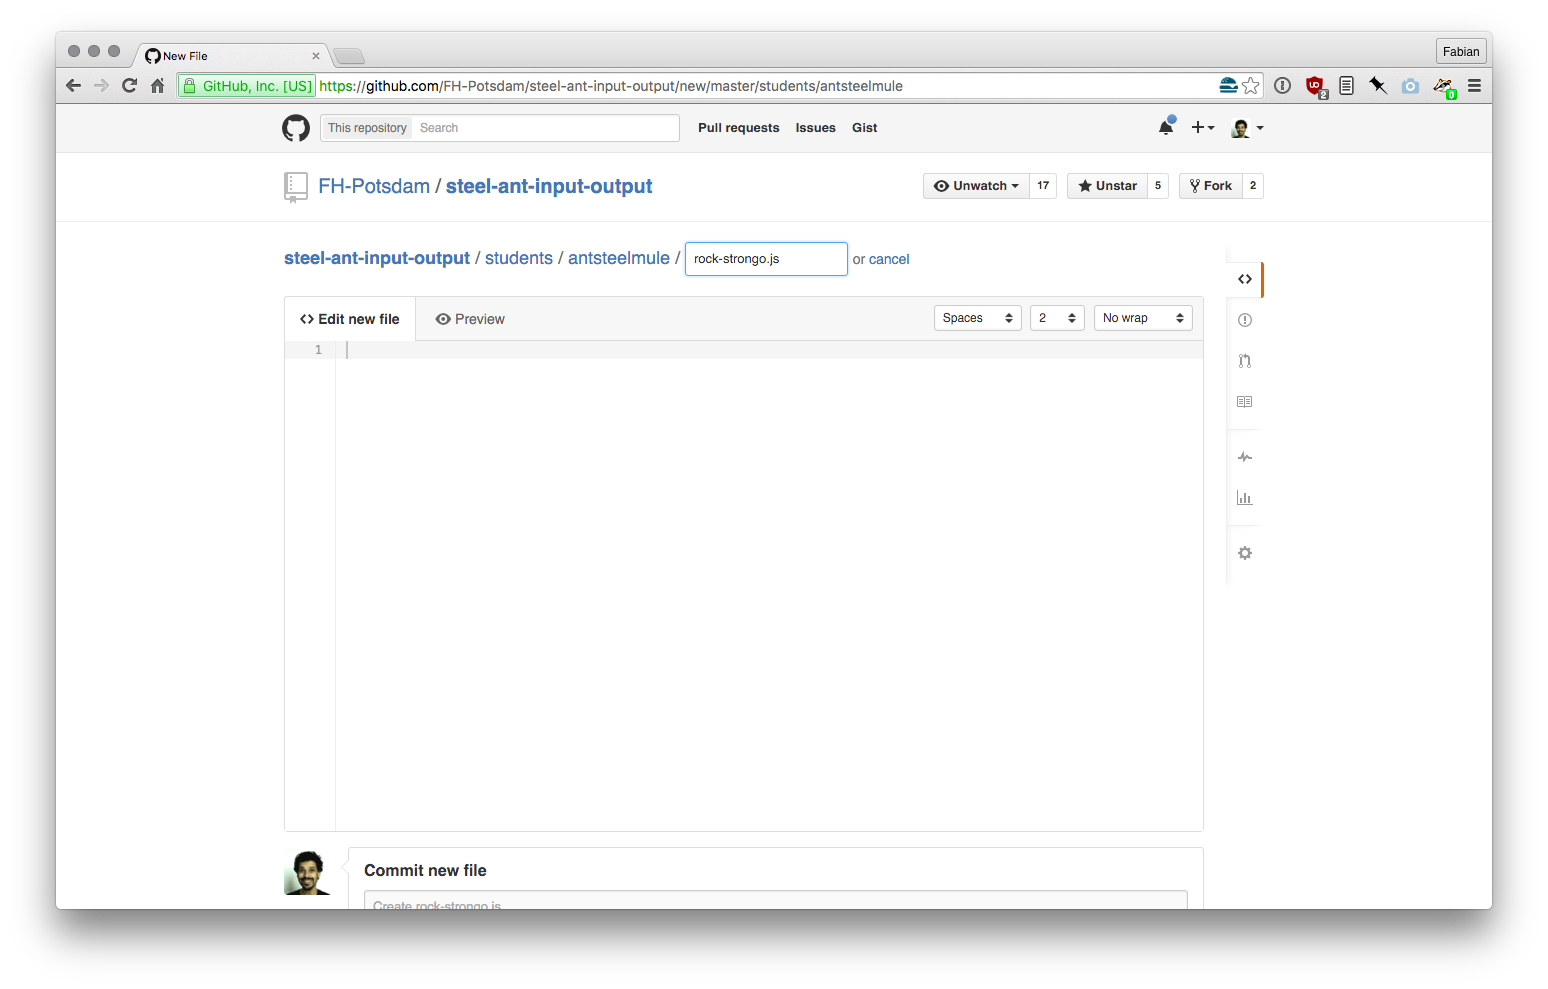 New File
Fabian
GitHub, Inc. [US] https://github.com/FH-Potsdam/steel-ant-input-output/new/master/students/antsteelmule
This repository Search Pull requests Issues Gist
FH-Potsdam / steel-ant-input-output
Unwatch 17 Unstar 5 Fork 2
steel-ant-input-output / students / antsteelmule / rock-strongo.js or cancel
Edit new file Preview Spaces 2 No wrap
1
Commit new file
Create rock-strongo.js